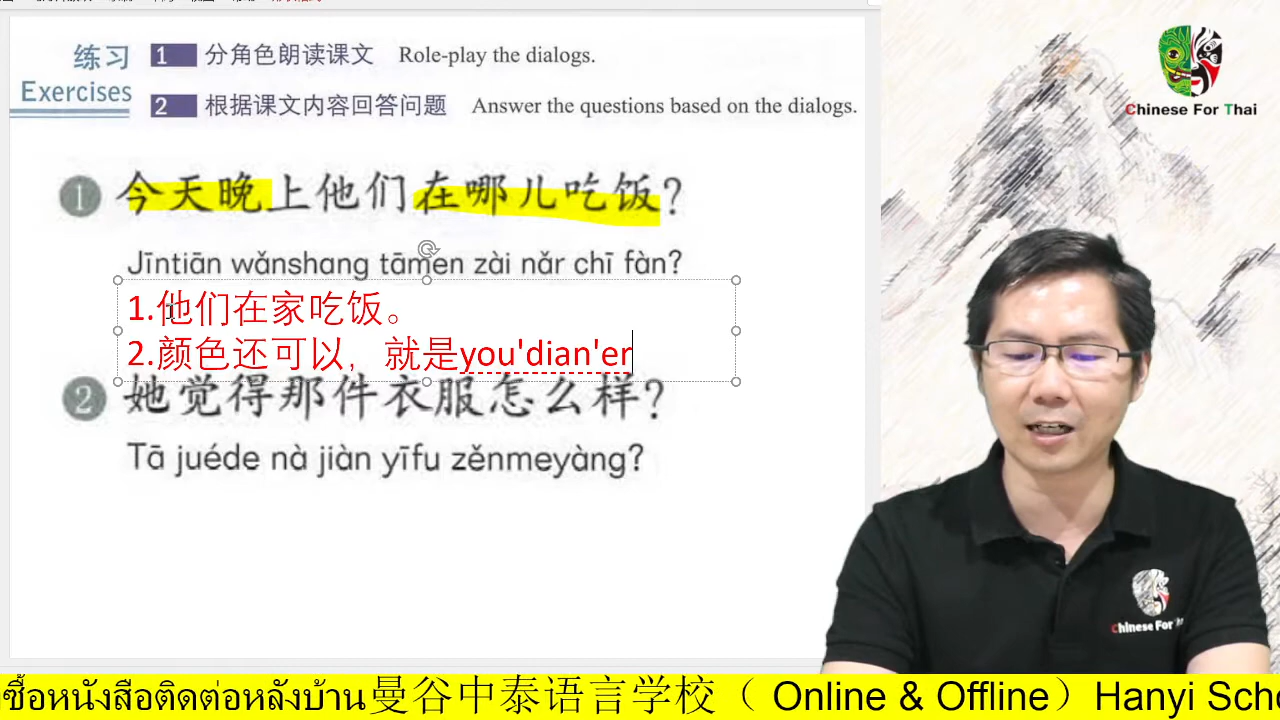 练习 1 分角色朗读课文 Role-play the dialogs.
Exercises 2 根据课文内容回答问题 Answer the questions based on the dialogs.
Chinese For Thai
1 今天晚上他们在哪儿吃饭?
Jīntiān wǎnshang tāmen zài nǎr chī fàn?
1.他们在家吃饭。
2.颜色还可以，就是you'dian'er
2 她觉得那件衣服怎么样?
Tā juéde nà jiàn yīfu zěnmeyàng?
Chinese For
ซื้อหนังสือติดต่อหลังบ้าน曼谷中泰语言学校（ Online & Offline）Hanyi Scho